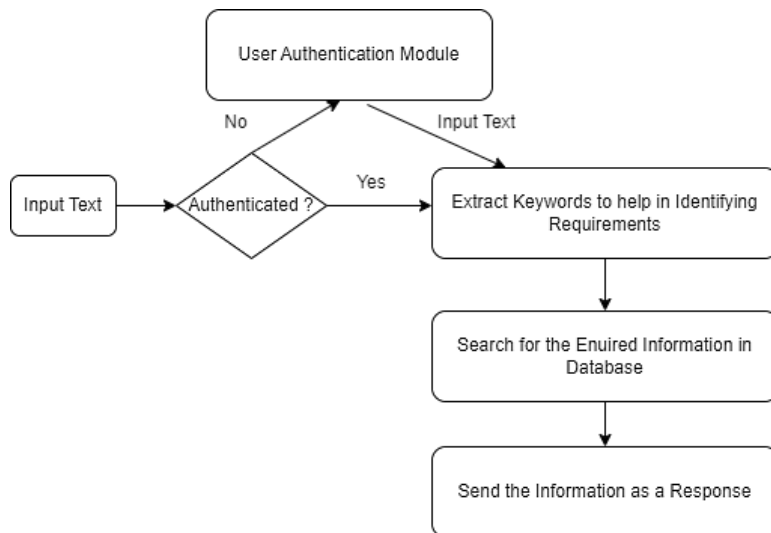 User Authentication Module
No
Input Text
Input Text
Authenticated ?
Yes
Extract Keywords to help in Identifying
Requirements
Search for the Enuired Information in
Database
Send the Information as a Response